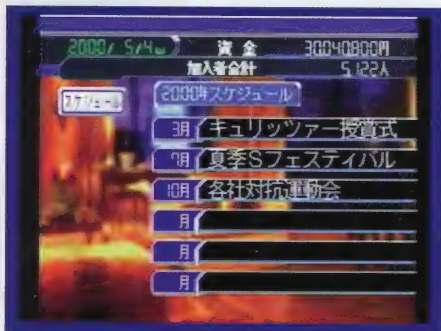 2000/ 5/4w 資金 30040800円
加入者合計 5122人
スケジュール 2000年スケジュール
3月 キュリッツァー授賞式
7月 夏季Sフェスティバル
10月 各社対抗運動会
月
月
月